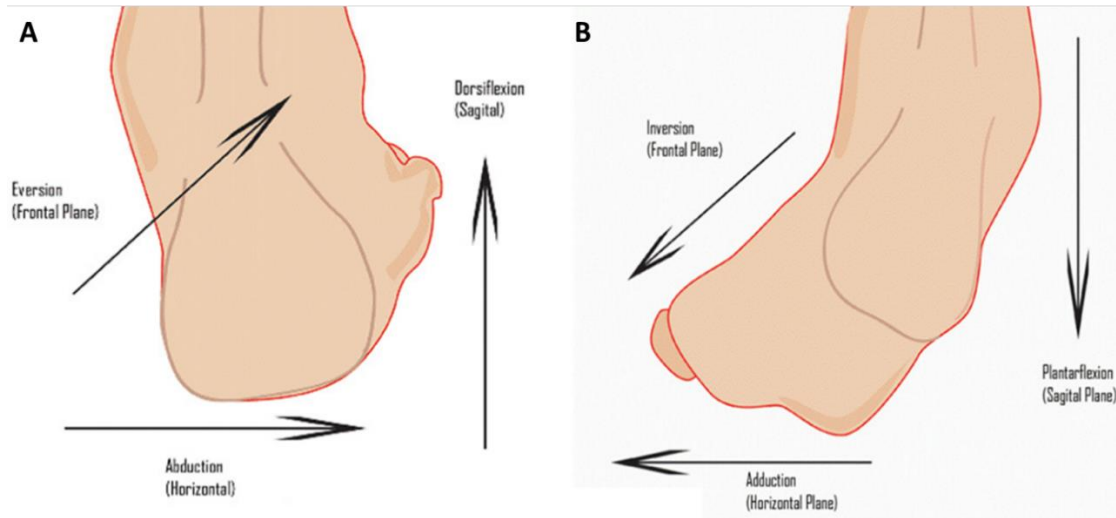 A
Dorsiflexion
(Sagital)
Eversion
(Frontal Plane)
Abduction
(Horizontal)
B
Inversion
(Frontal Plane)
Plantarflexion
(Sagital Plane)
Adduction
(Horizontal Plane)